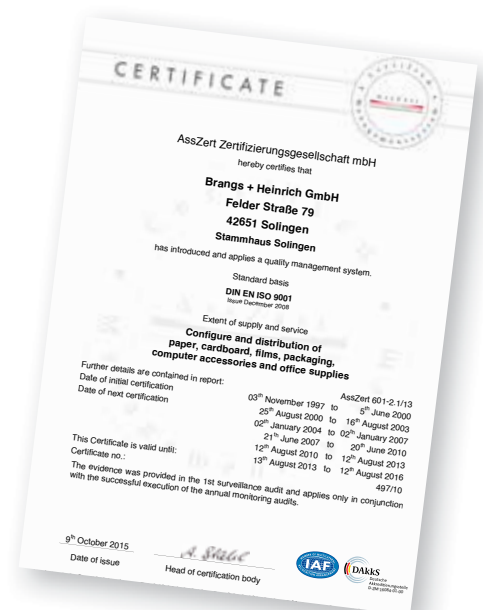 CERTIFICATE
AssZert Zertifizierungsgesellschaft mbH
hereby certifies that
Brangs + Heinrich GmbH
Felder Straße 79
42651 Solingen
Stammhaus Solingen
has introduced and applies a quality management system.
Standard basis
DIN EN ISO 9001
Issue December 2008
Extent of supply and service
Configure and distribution of
paper, cardboard, films, packaging,
computer accessories and office supplies
Further details are contained in report: AssZert 601-2.1/13
Date of initial certification 03th November 1997 to 5th June 2000
Date of next certification 25th August 2000 to 16th August 2003
02th January 2004 to 02th January 2007
21th June 2007 to 20th June 2010
12th August 2010 to 12th August 2013
This Certificate is valid until: 13th August 2013 to 12th August 2016
Certificate no.: 497/10
The evidence was provided in the 1st surveillance audit and applies only in conjunction
with the successful execution of the annual monitoring audits.
9th October 2015
Date of issue
Head of certification body
IAF
DAkkS
Deutsche
Akkreditierungsstelle